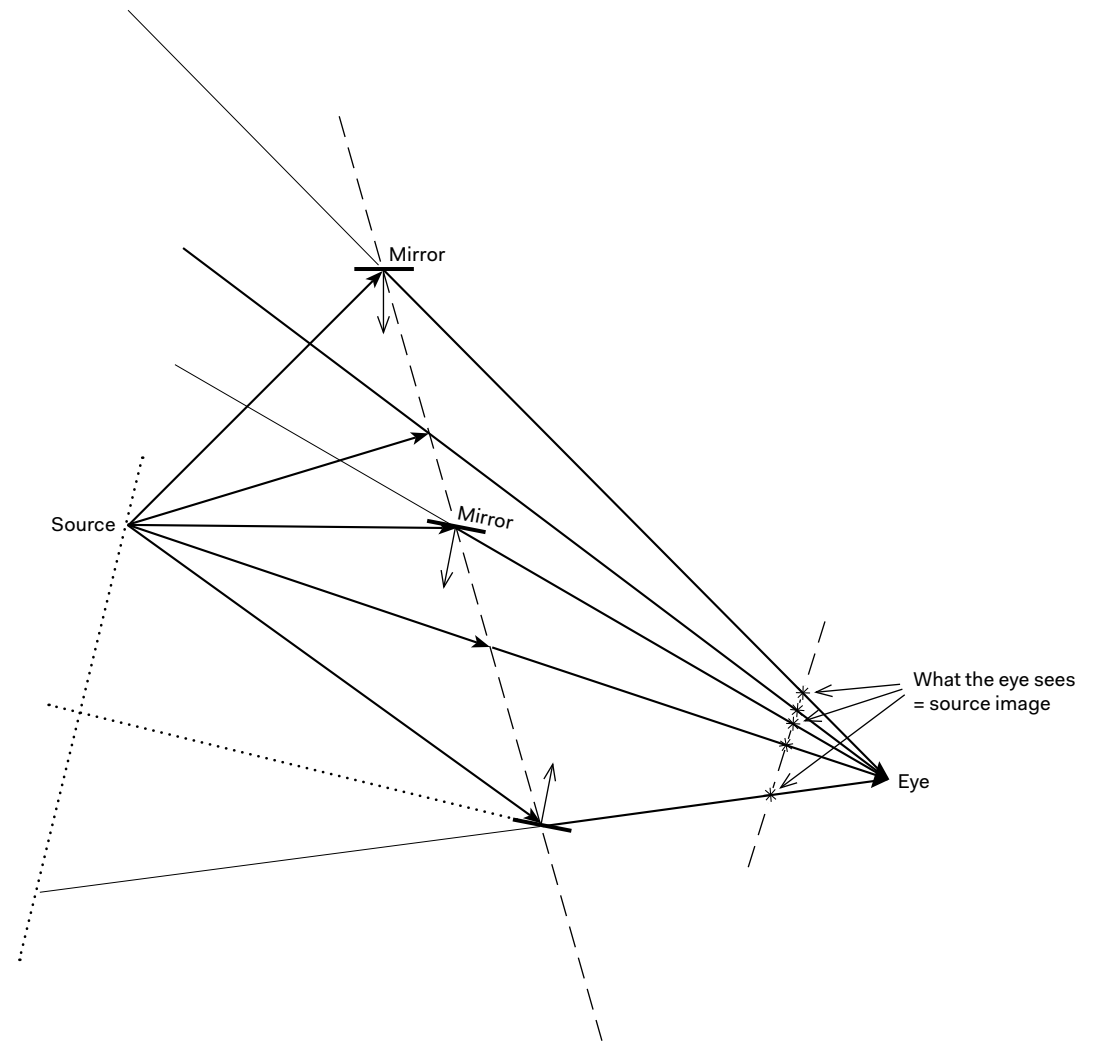 Mirror
Mirror
Source
What the eye sees
= source image
Eye